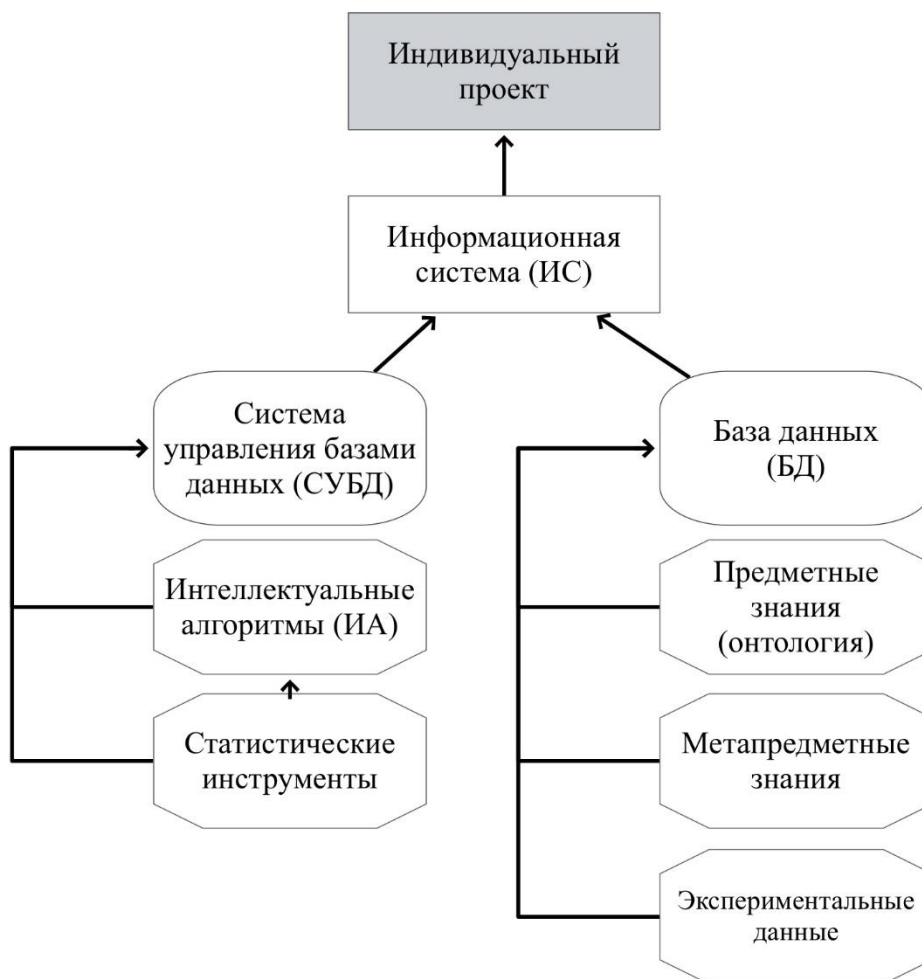 Индивидуальный
проект
Информационная
система (ИС)
Система
управления базами
данных (СУБД)
База данных
(БД)
Интеллектуальные
алгоритмы (ИА)
Предметные
знания
(онтология)
Статистические
инструменты
Метапредметные
знания
Экспериментальные
данные